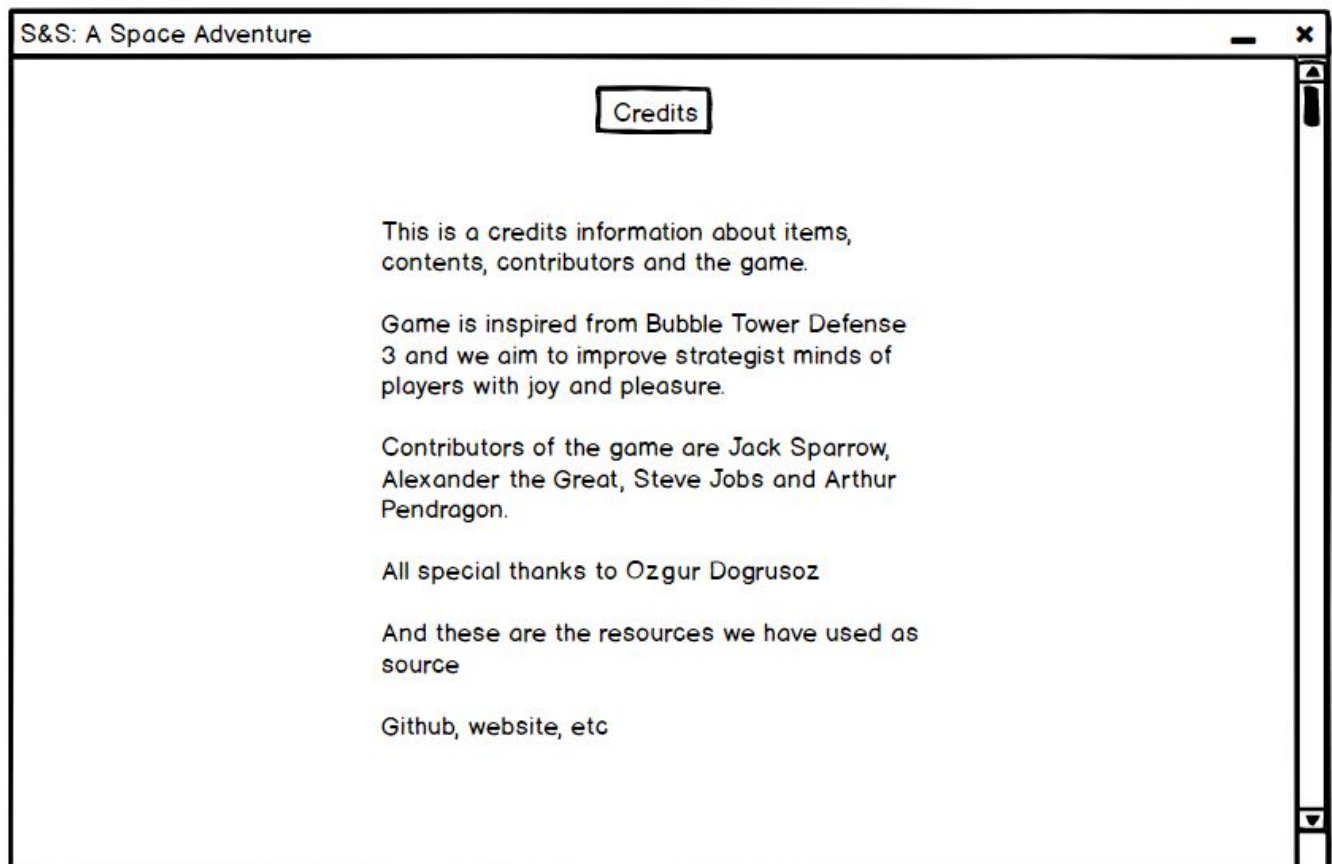 S&S: A Space Adventure
Credits
This is a credits information about items,
contents, contributors and the game.
Game is inspired from Bubble Tower Defense
3 and we aim to improve strategist minds of
players with joy and pleasure.
Contributors of the game are Jack Sparrow,
Alexander the Great, Steve Jobs and Arthur
Pendragon.
All special thanks to Ozgur Dogrusoz
And these are the resources we have used as
source
Github, website, etc